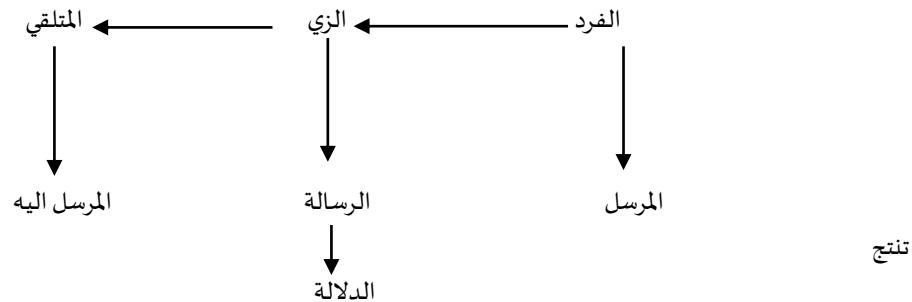 الفرد الزي المتلقي
المرسل الرسالة المرسل اليه
تنتج
الدلالة